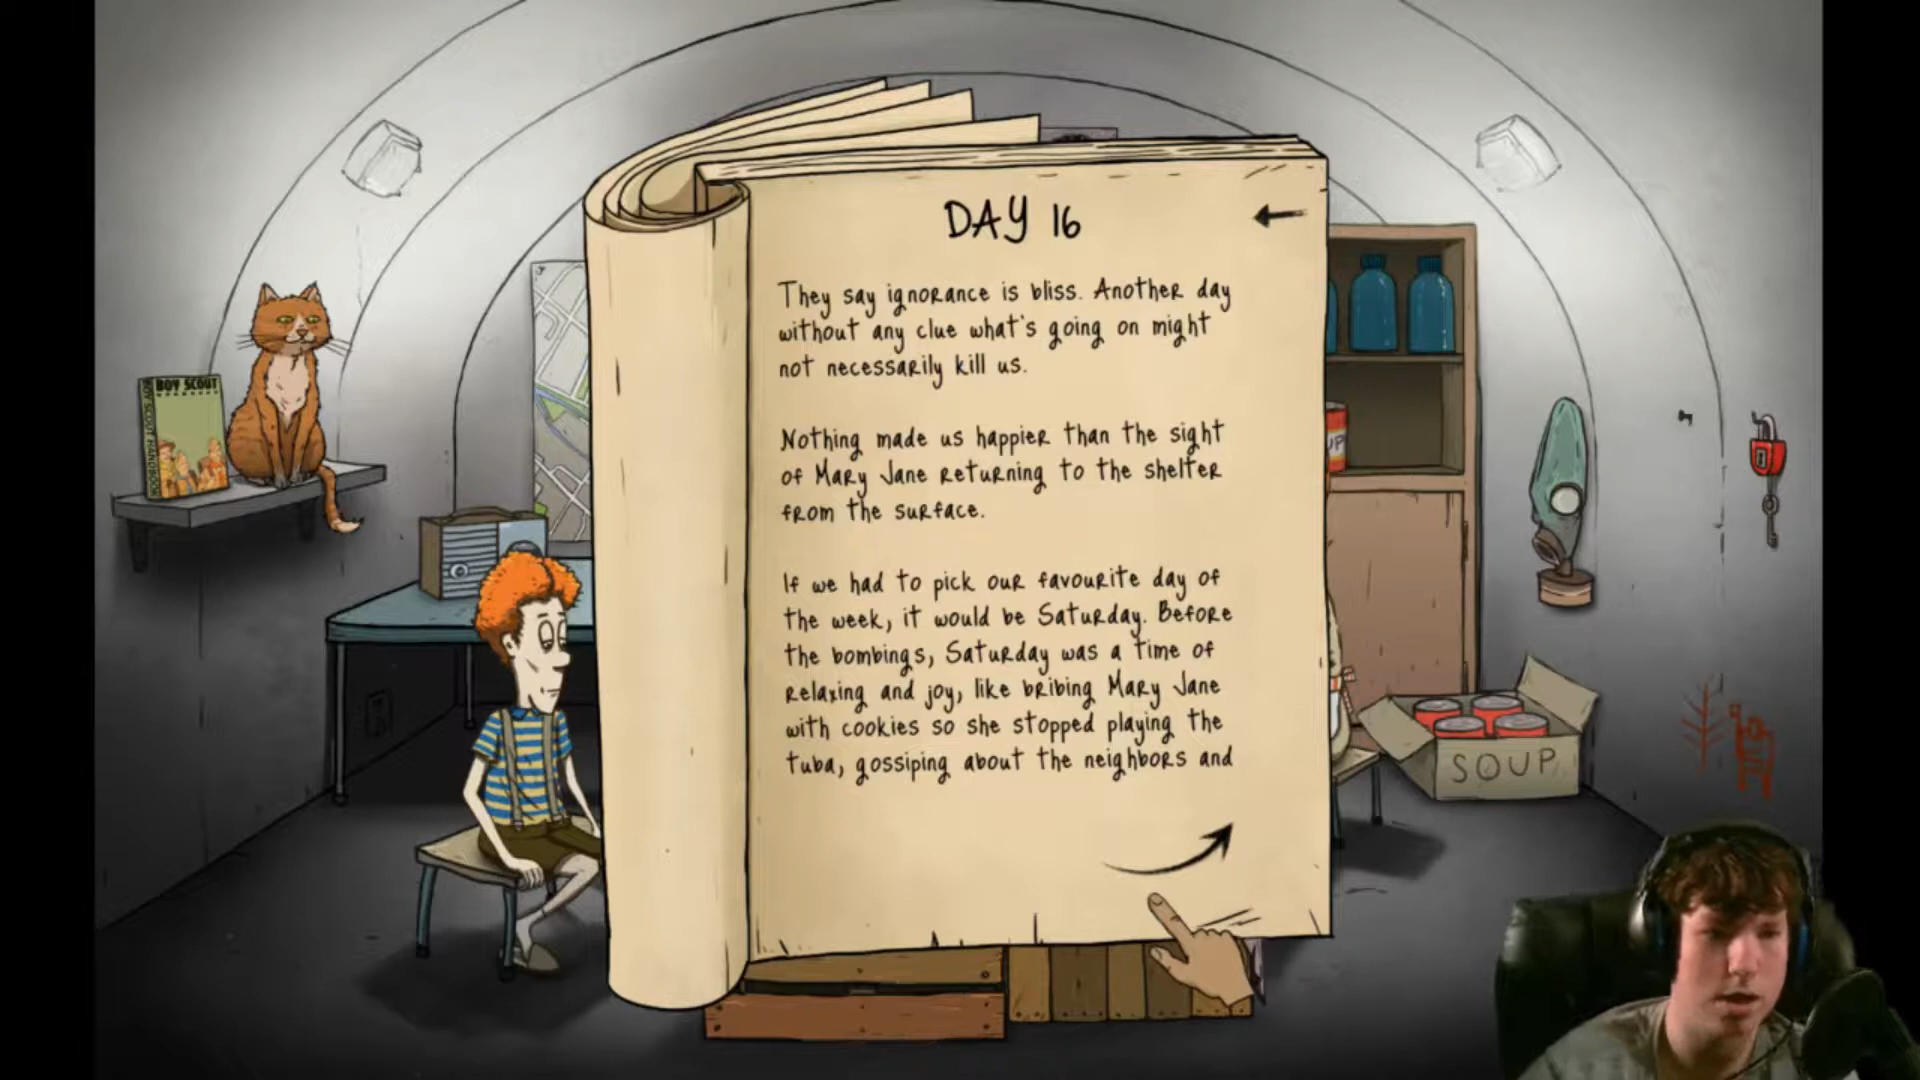 DAY 16
They say ignorance is bliss. Another day
without any clue what's going on might
not necessarily kill us.
Nothing made us happier than the sight
of Mary Jane returning to the shelter
from the surface.
If we had to pick our favourite day of
the week, it would be Saturday. Before
the bombings, Saturday was a time of
relaxing and joy, like bribing Mary Jane
with cookies so she stopped playing the
tuba, gossiping about the neighbors and
BOY SCOUT
BOY SCOUT HANDBOOK
UP
SOUP